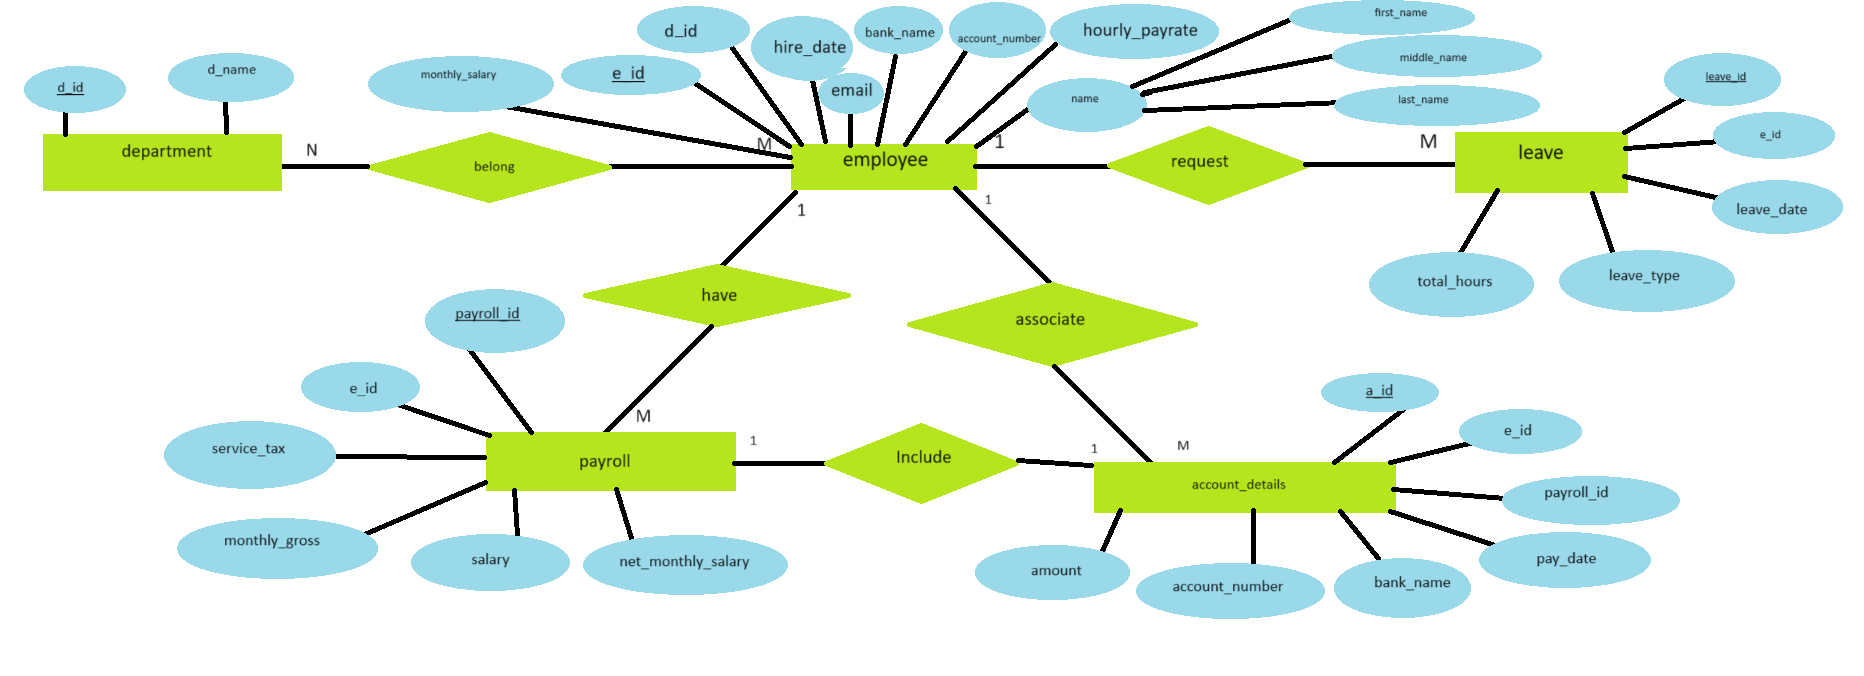 first_name
d_id
bank_name
hourly_payrate
account_number
hire_date
middle_name
d_name
monthly_salary
e_id
leave_id
d_id
email
name
last_name
e_id
department
N
M
employee
1
M
leave
belong
request
1
1
leave_date
have
total_hours
leave_type
payroll_id
associate
e_id
a_id
M
service_tax
1
1
M
e_id
payroll
Include
account_details
payroll_id
monthly_gross
salary
net_monthly_salary
amount
account_number
bank_name
pay_date